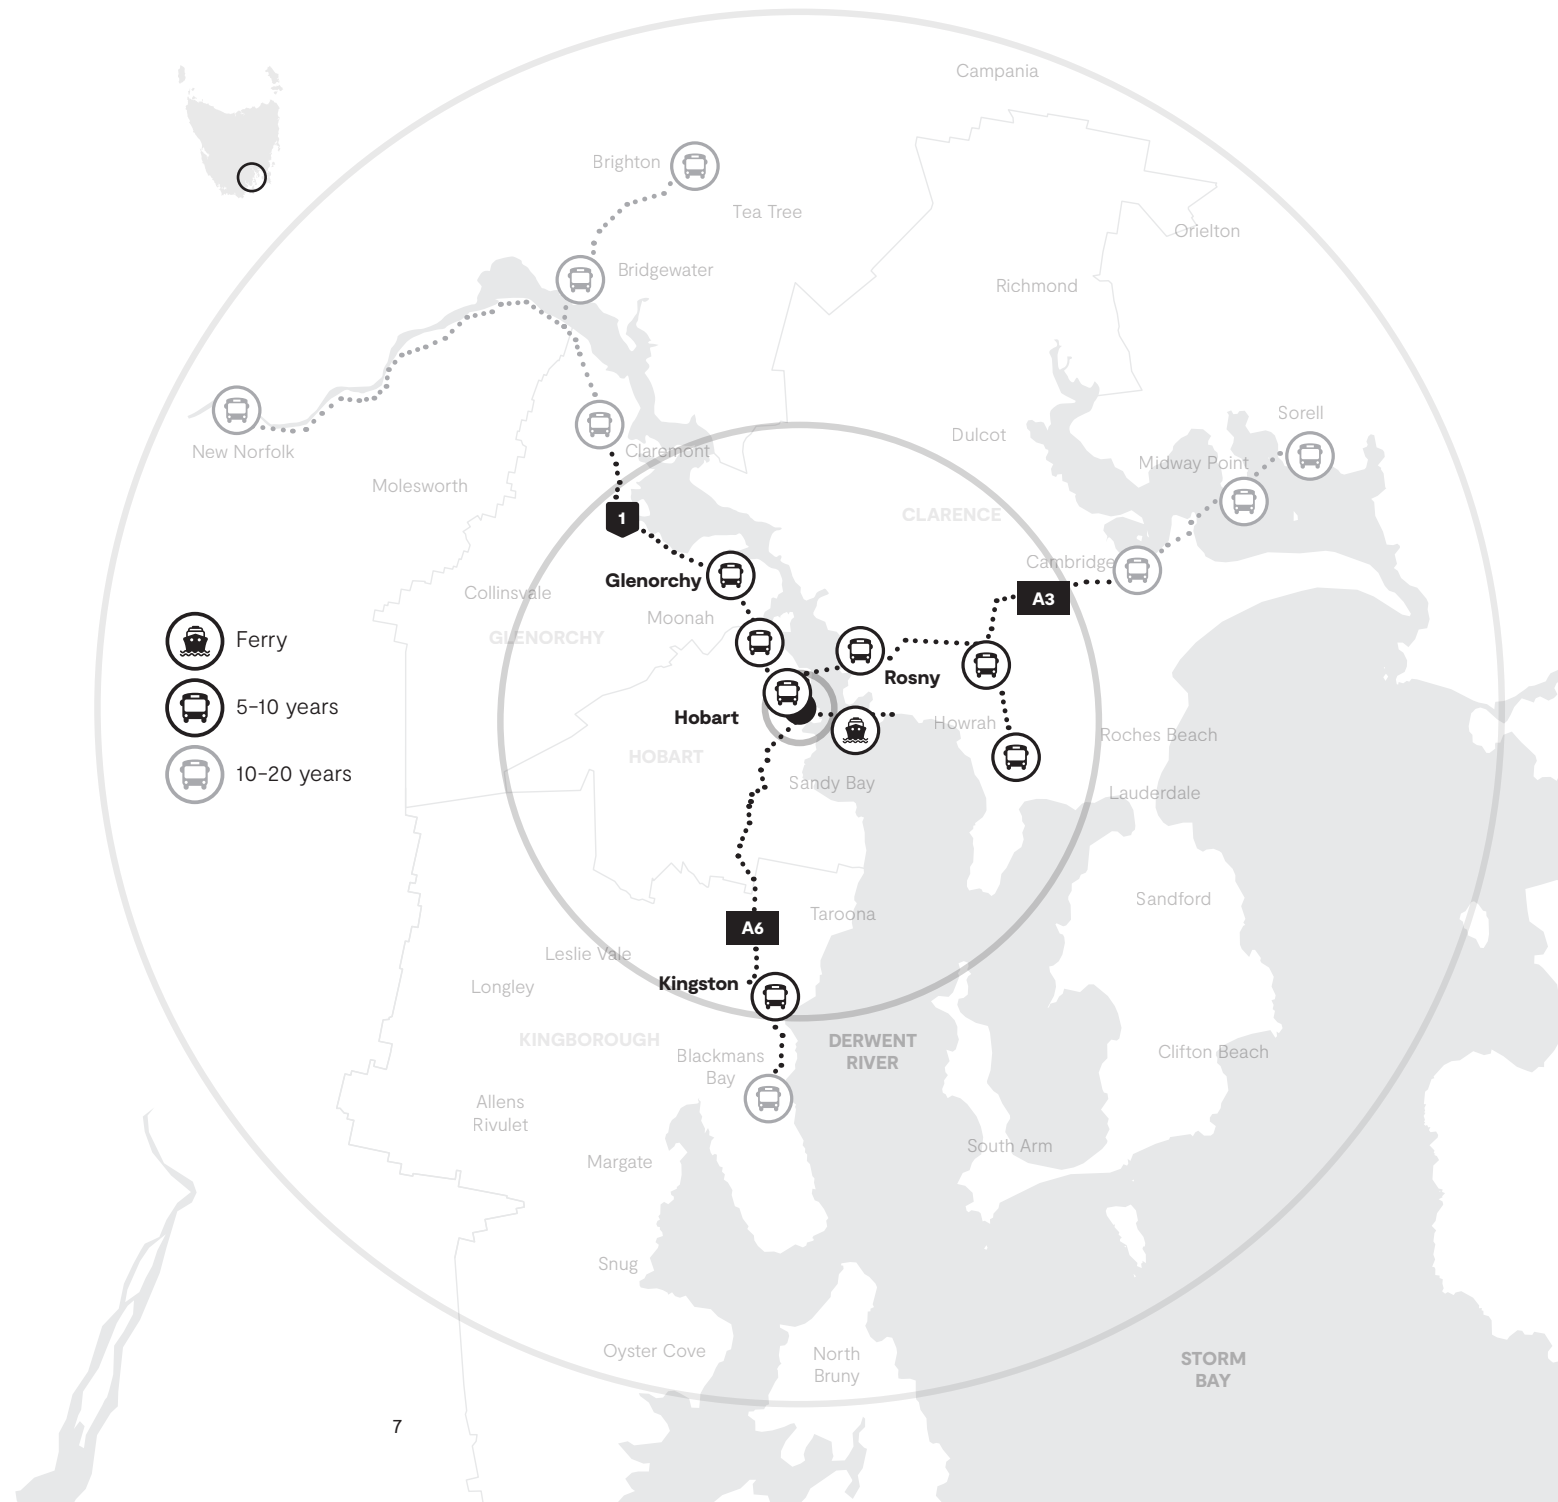 Campania
Brighton
Tea Tree
Orielton
Bridgewater
Richmond
Sorell
Dulcot
New Norfolk
Claremont
Midway Point
Molesworth
CLARENCE
1
Cambridge
Glenorchy
Collinsvale
A3
Moonah
GLENORCHY
Ferry
Rosny
5-10 years
Hobart
Howrah
Roches Beach
HOBART
10-20 years
Sandy Bay
Lauderdale
Sandford
Taroona
A6
Leslie Vale
Kingston
Longley
KINGBOROUGH
DERWENT
RIVER
Blackmans
Bay
Clifton Beach
Allens
Rivulet
South Arm
Margate
Snug
Oyster Cove
North
Bruny
STORM
BAY
7